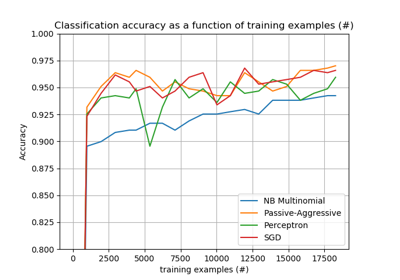 Classification accuracy as a function of training examples (#)
1.000
0.975
0.950
0.925
0.900
0.875
0.850
0.825
0.800
Accuracy
NB Multinomial
Passive-Aggressive
Perceptron
SGD
0 2500 5000 7500 10000 12500 15000 17500
training examples (#)